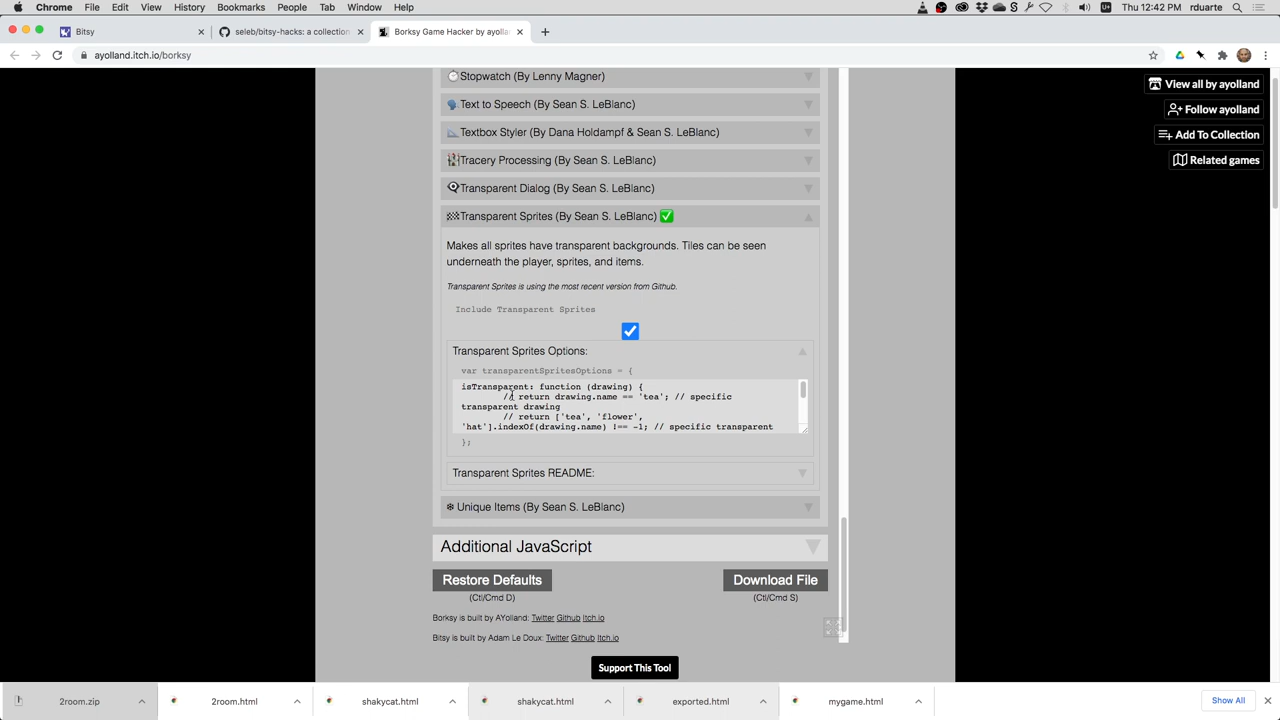 Chrome File Edit View History Bookmarks People Tab Window Help Thu 12:42 PM rduarte
Bitsy × seleb/bitsy-hacks: a collection × Borksy Game Hacker by ayolla × +
ayolland.itch.io/borksy
View all by ayolland
Follow ayolland
Add To Collection
Related games
Stopwatch (By Lenny Magner)
Text to Speech (By Sean S. LeBlanc)
Textbox Styler (By Dana Holdampf & Sean S. LeBlanc)
Tracery Processing (By Sean S. LeBlanc)
Transparent Dialog (By Sean S. LeBlanc)
Transparent Sprites (By Sean S. LeBlanc) ✅
Makes all sprites have transparent backgrounds. Tiles can be seen
underneath the player, sprites, and items.
Transparent Sprites is using the most recent version from Github.
Include Transparent Sprites
Transparent Sprites Options:
var transparentSpritesOptions = {
isTransparent: function (drawing) {
// return drawing.name == 'tea'; // specific
transparent drawing
// return ['tea', 'flower',
'hat'].indexOf(drawing.name) !== -1; // specific transparent
};
Transparent Sprites README:
Unique Items (By Sean S. LeBlanc)
Additional JavaScript
Restore Defaults Download File
(Ctl/Cmd D) (Ctl/Cmd S)
Borksy is built by AYolland: Twitter Github Itch.io
Bitsy is built by Adam Le Doux: Twitter Github Itch.io
Support This Tool
2room.zip 2room.html shakycat.html shakycat.html exported.html mygame.html Show All ×